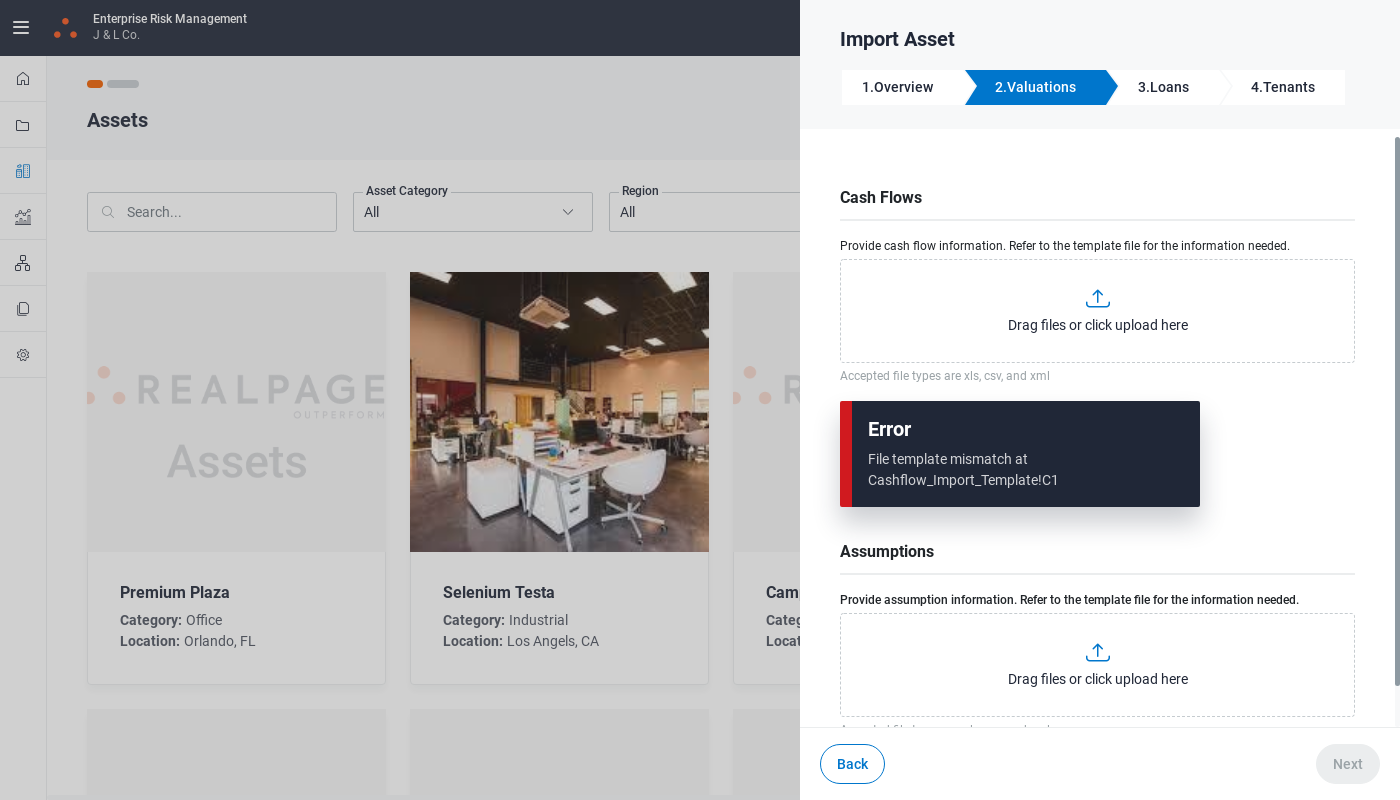 Enterprise Risk Management
J & L Co.
Assets
Search...
Asset Category
All
Region
All
REALPAGE
OUTPERFORM
Assets
Premium Plaza
Category: Office
Location: Orlando, FL
Selenium Testa
Category: Industrial
Location: Los Angels, CA
Import Asset
1.Overview
2.Valuations
3.Loans
4.Tenants
Cash Flows
Provide cash flow information. Refer to the template file for the information needed.
Drag files or click upload here
Accepted file types are xls, csv, and xml
Error
File template mismatch at
Cashflow_Import_Template!C1
Assumptions
Provide assumption information. Refer to the template file for the information needed.
Drag files or click upload here
Back
Next